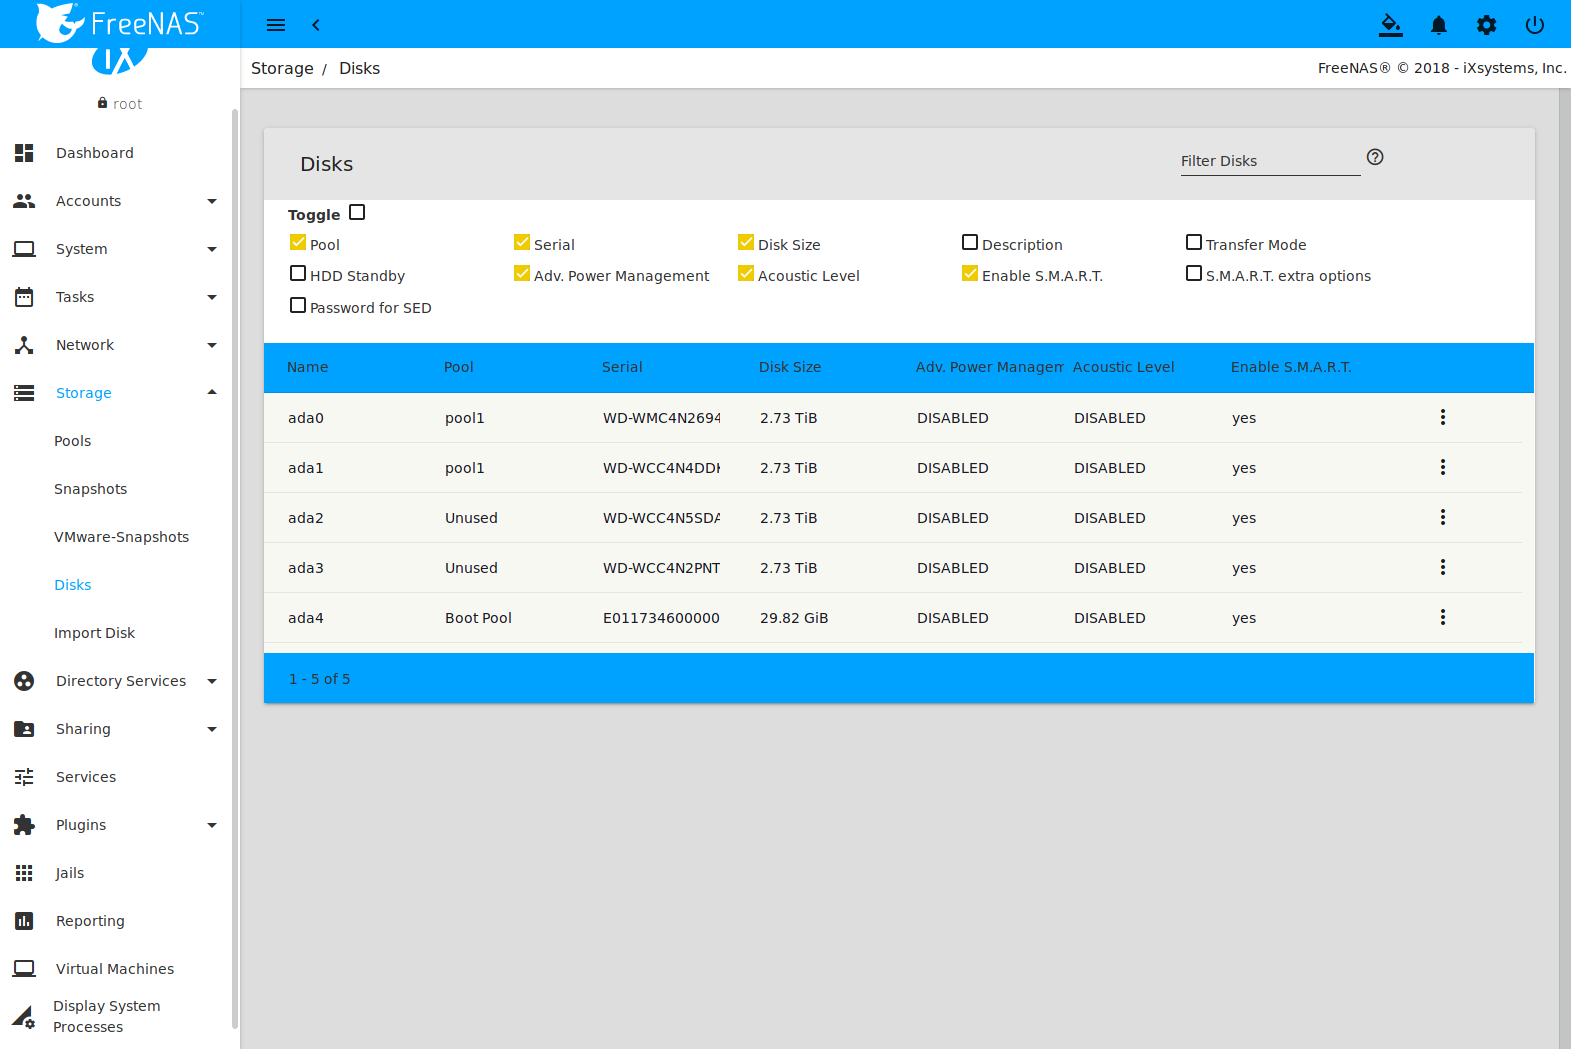 FreeNAS™
Storage / Disks
FreeNAS® © 2018 - iXsystems, Inc.
iX
root
Dashboard
Accounts
System
Tasks
Network
Storage
Pools
Snapshots
VMware-Snapshots
Disks
Import Disk
Directory Services
Sharing
Services
Plugins
Jails
Reporting
Virtual Machines
Display System
Processes
Disks
Filter Disks
Toggle
Pool Serial Disk Size Description Transfer Mode
HDD Standby Adv. Power Management Acoustic Level Enable S.M.A.R.T. S.M.A.R.T. extra options
Password for SED
Name Pool Serial Disk Size Adv. Power Managem Acoustic Level Enable S.M.A.R.T.
ada0 pool1 WD-WMC4N2694 2.73 TiB DISABLED DISABLED yes
ada1 pool1 WD-WCC4N4DDK 2.73 TiB DISABLED DISABLED yes
ada2 Unused WD-WCC4N5SDA 2.73 TiB DISABLED DISABLED yes
ada3 Unused WD-WCC4N2PNT 2.73 TiB DISABLED DISABLED yes
ada4 Boot Pool E011734600000 29.82 GiB DISABLED DISABLED yes
1 - 5 of 5